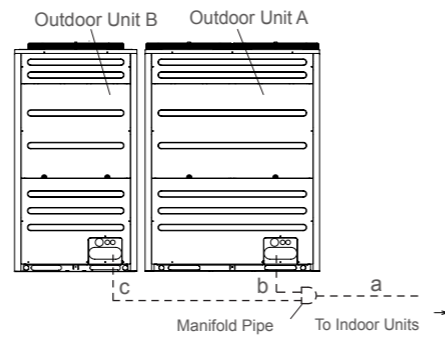 Outdoor Unit B
Outdoor Unit A
c
b
a
Manifold Pipe
To Indoor Units